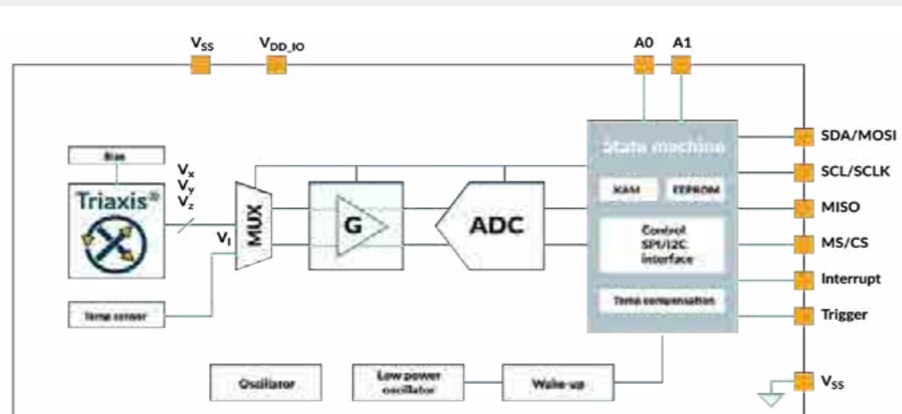 VSS
VDD_IO
A0
A1
State machine
SDA/MOSI
SCL/SCLK
MISO
MS/CS
Interrupt
Trigger
VSS
Bias
Triaxis®
Vx
Vy
Vz
VT
MUX
G
ADC
RAM
EEPROM
Control
SPI/I2C
interface
Temp compensation
Temp sensor
Oscillator
Low power
oscillator
Wake-up